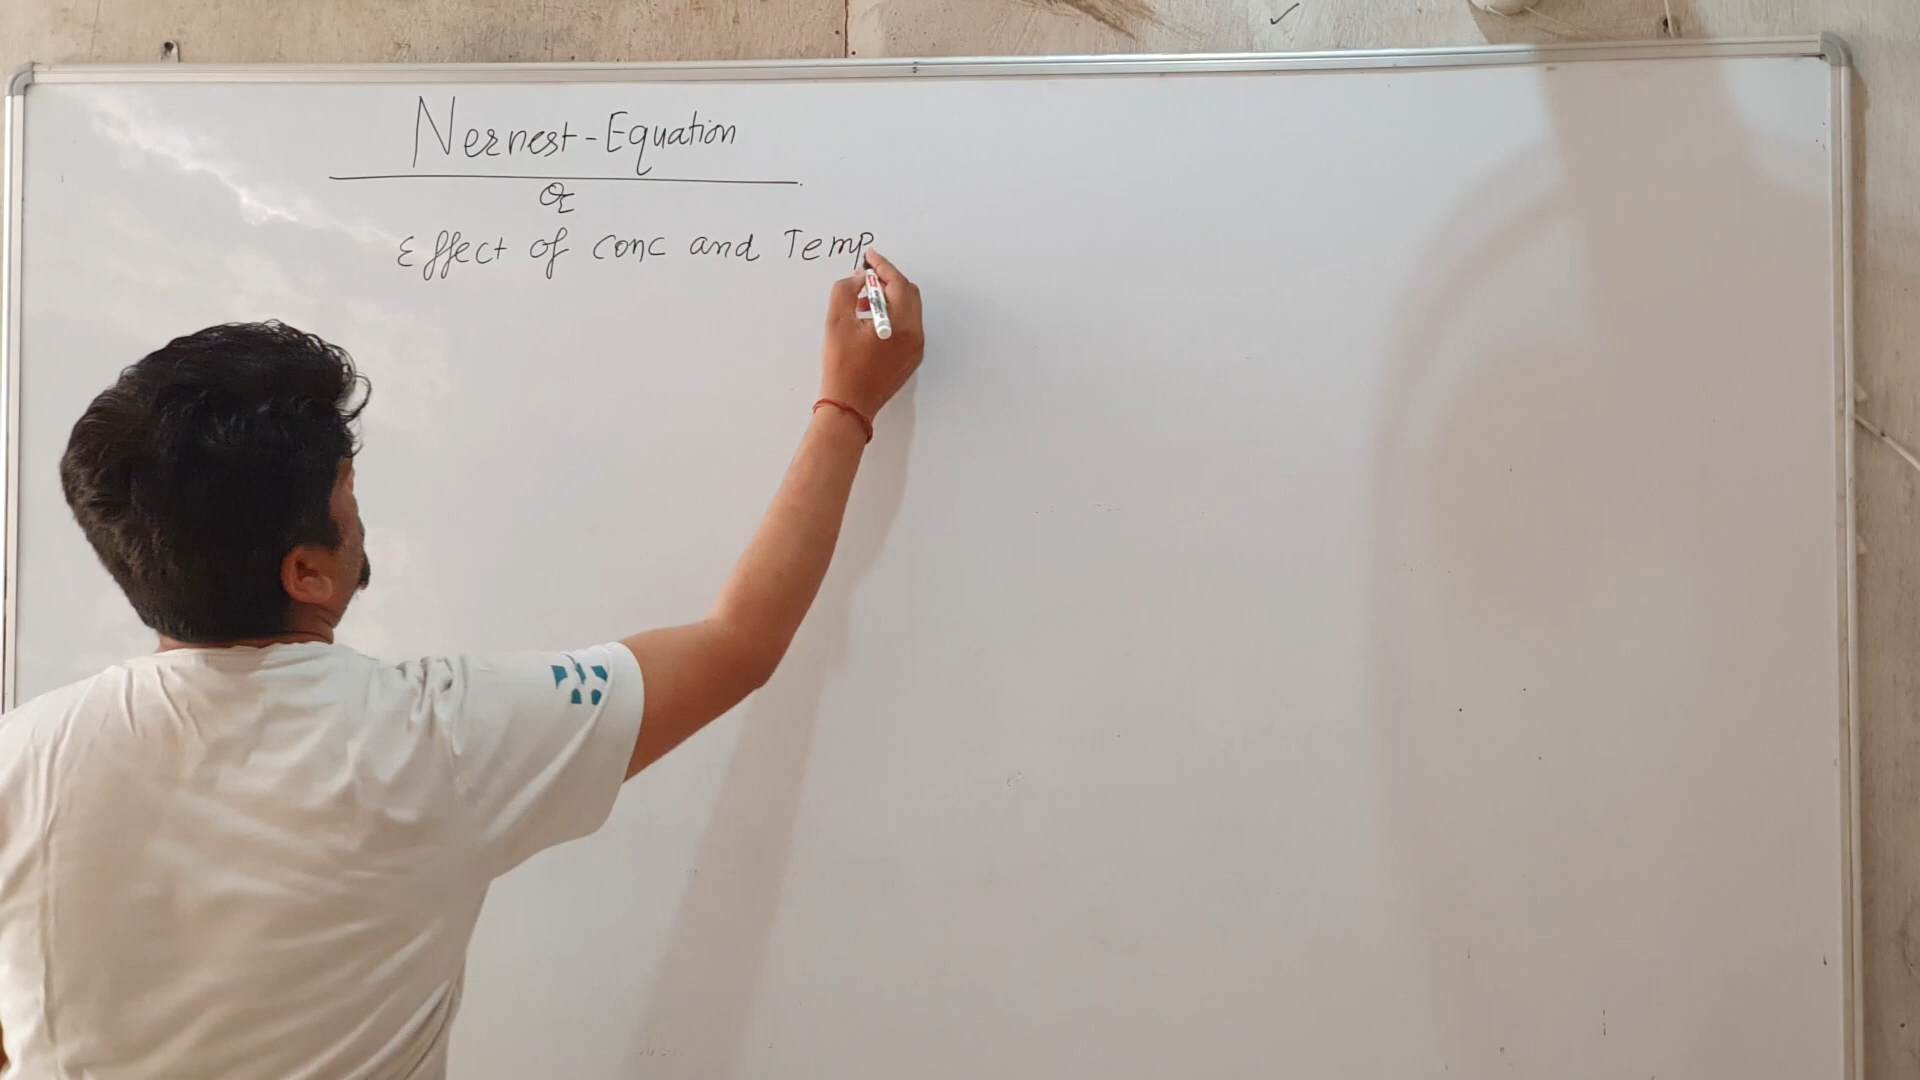 Nernest-Equation
Or
Effect of conc and Temp